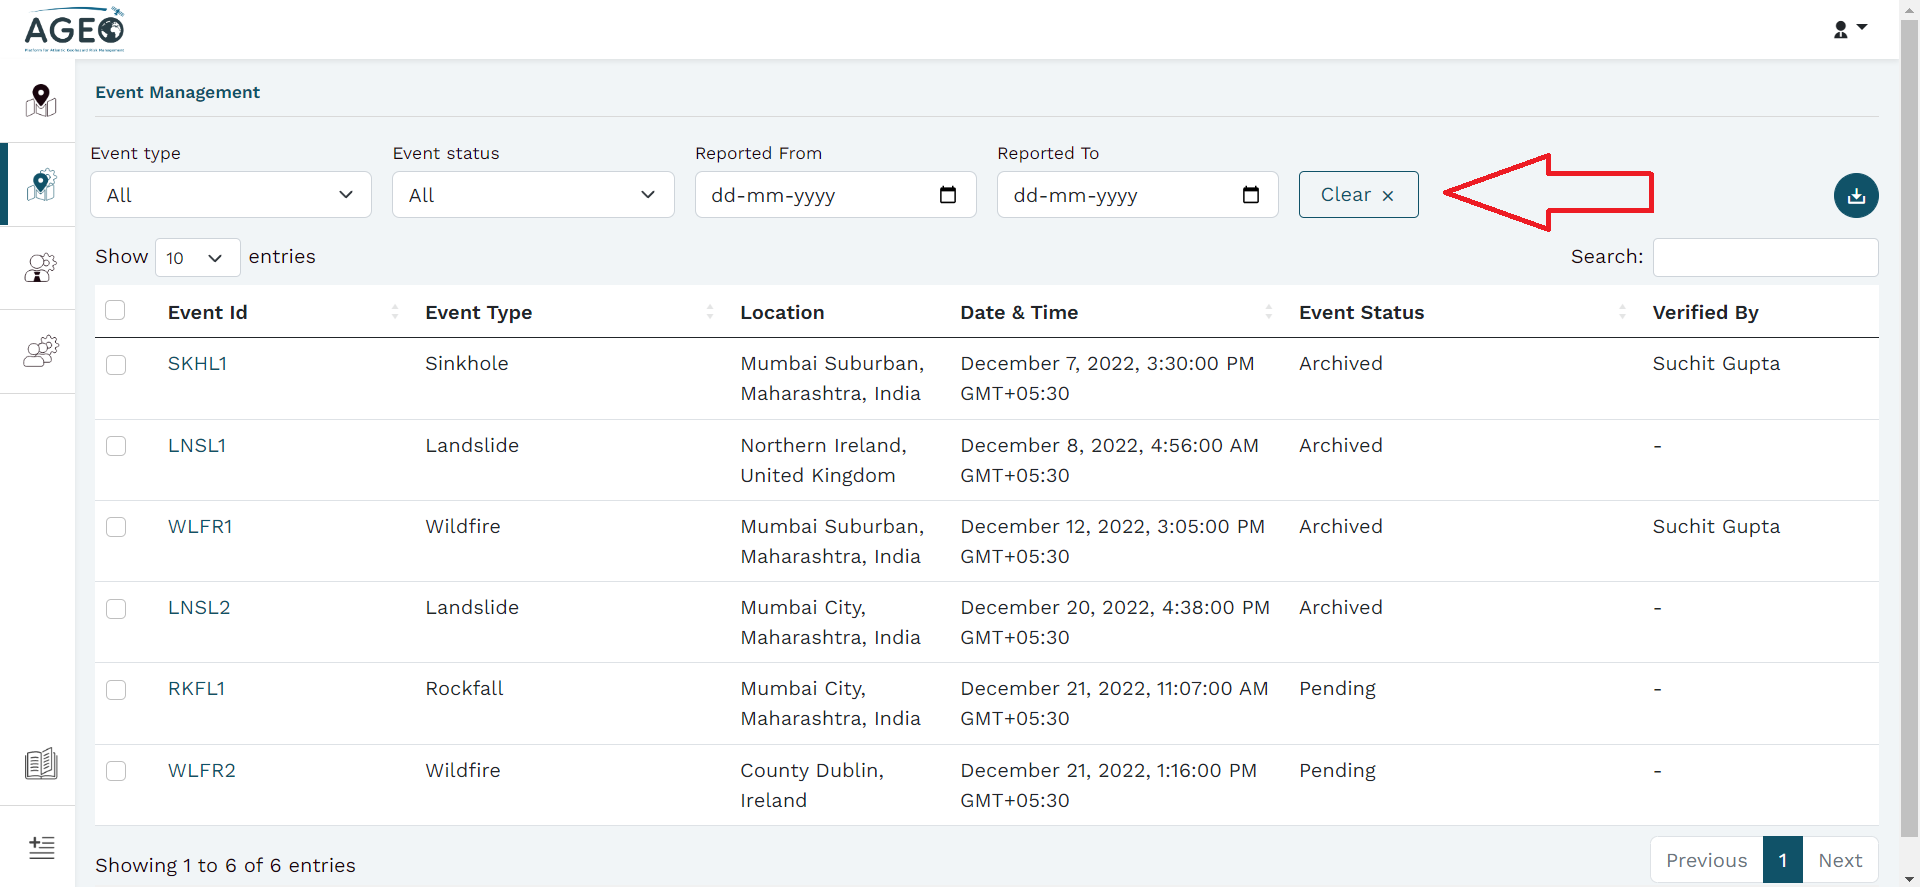 AGEO
Platform for Atlantic Geohazard Risk Management
Event Management
Event type
Event status
Reported From
Reported To
All
All
dd-mm-yyyy
dd-mm-yyyy
Clear ×
Show 10 entries
Search:
Event Id Event Type Location Date & Time Event Status Verified By
SKHL1 Sinkhole Mumbai Suburban, December 7, 2022, 3:30:00 PM Archived Suchit Gupta
Maharashtra, India GMT+05:30
LNSL1 Landslide Northern Ireland, December 8, 2022, 4:56:00 AM Archived -
United Kingdom GMT+05:30
WLFR1 Wildfire Mumbai Suburban, December 12, 2022, 3:05:00 PM Archived Suchit Gupta
Maharashtra, India GMT+05:30
LNSL2 Landslide Mumbai City, December 20, 2022, 4:38:00 PM Archived -
Maharashtra, India GMT+05:30
RKFL1 Rockfall Mumbai City, December 21, 2022, 11:07:00 AM Pending -
Maharashtra, India GMT+05:30
WLFR2 Wildfire County Dublin, December 21, 2022, 1:16:00 PM Pending -
Ireland GMT+05:30
Showing 1 to 6 of 6 entries
Previous 1 Next